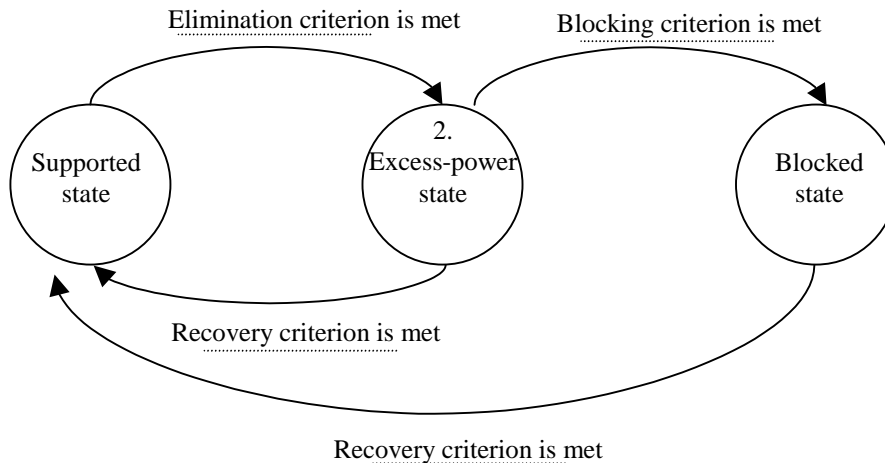 Elimination criterion is met
Blocking criterion is met
Supported
state
2.
Excess-power
state
Blocked
state
Recovery criterion is met
Recovery criterion is met